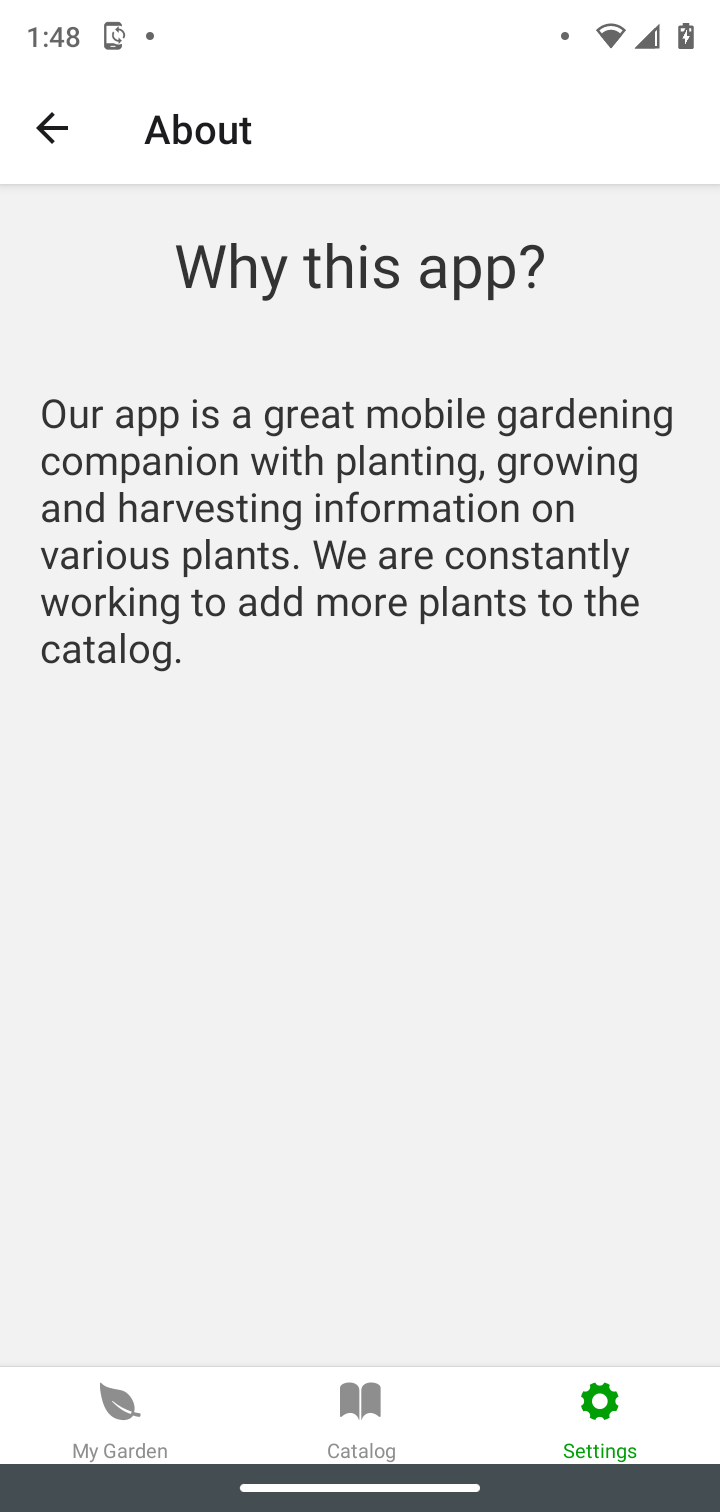 1:48
About
Why this app?
Our app is a great mobile gardening
companion with planting, growing
and harvesting information on
various plants. We are constantly
working to add more plants to the
catalog.
My Garden
Catalog
Settings